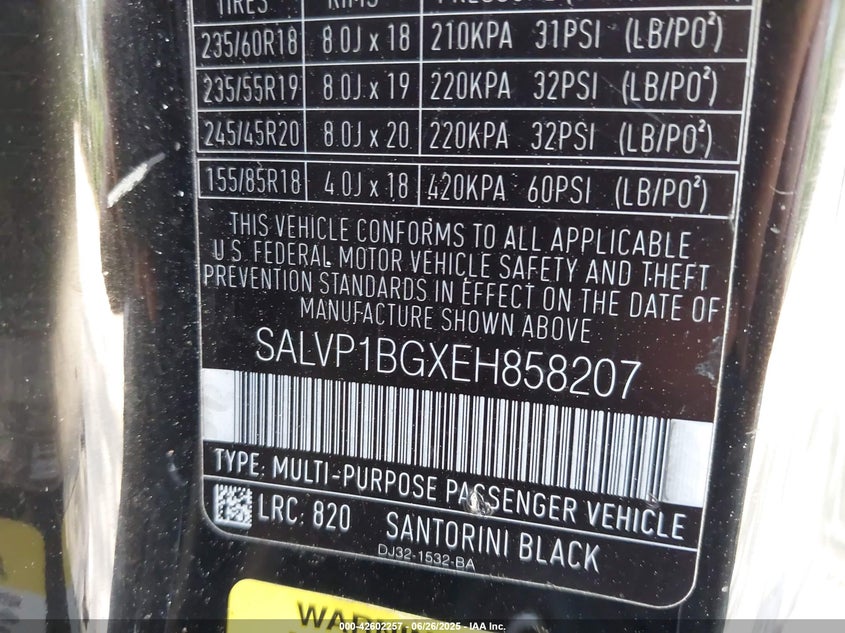 TIRES RIMS
235/60R18 8.0J x 18 210KPA 31PSI (LB/PO²)
235/55R19 8.0J x 19 220KPA 32PSI (LB/PO²)
245/45R20 8.0J x 20 220KPA 32PSI (LB/PO²)
155/85R18 4.0J x 18 420KPA 60PSI (LB/PO²)
THIS VEHICLE CONFORMS TO ALL APPLICABLE
U.S. FEDERAL MOTOR VEHICLE SAFETY AND THEFT
PREVENTION STANDARDS IN EFFECT ON THE DATE OF
MANUFACTURE SHOWN ABOVE
SALVP1BGXEH858207
TYPE: MULTI-PURPOSE PASSENGER VEHICLE
LRC: 820 SANTORINI BLACK
DJ32-1532-BA
WARNING
000-42602257 - 06/26/2025 - IAA Inc.